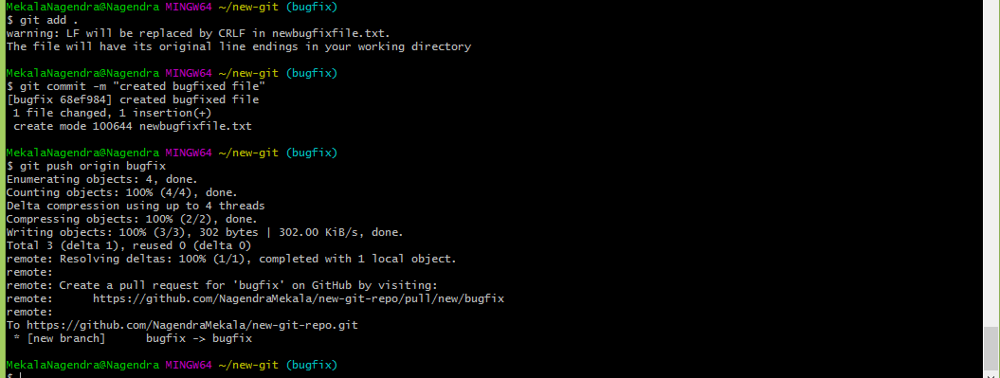 MekalaNagendra@Nagendra MINGW64 ~/new-git (bugfix)
$ git add .
warning: LF will be replaced by CRLF in newbugfixfile.txt.
The file will have its original line endings in your working directory
MekalaNagendra@Nagendra MINGW64 ~/new-git (bugfix)
$ git commit -m "created bugfixed file"
[bugfix 68ef984] created bugfixed file
 1 file changed, 1 insertion(+)
 create mode 100644 newbugfixfile.txt
MekalaNagendra@Nagendra MINGW64 ~/new-git (bugfix)
$ git push origin bugfix
Enumerating objects: 4, done.
Counting objects: 100% (4/4), done.
Delta compression using up to 4 threads
Compressing objects: 100% (2/2), done.
Writing objects: 100% (3/3), 302 bytes | 302.00 KiB/s, done.
Total 3 (delta 1), reused 0 (delta 0)
remote: Resolving deltas: 100% (1/1), completed with 1 local object.
remote:
remote: Create a pull request for 'bugfix' on GitHub by visiting:
remote:      https://github.com/NagendraMekala/new-git-repo/pull/new/bugfix
remote:
To https://github.com/NagendraMekala/new-git-repo.git
 * [new branch]      bugfix -> bugfix
MekalaNagendra@Nagendra MINGW64 ~/new-git (bugfix)
$